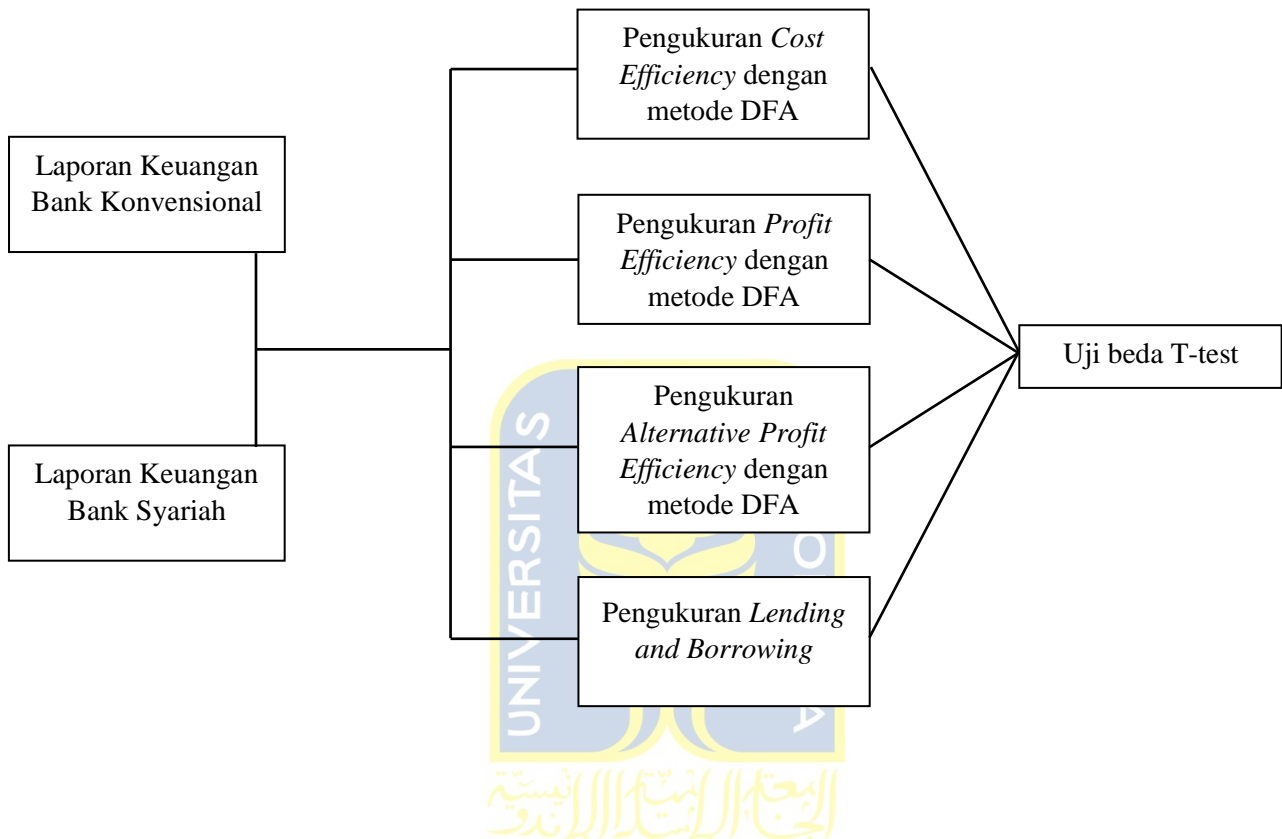 Pengukuran Cost
Efficiency dengan
metode DFA
Laporan Keuangan
Bank Konvensional
Pengukuran Profit
Efficiency dengan
metode DFA
Uji beda T-test
Pengukuran
Alternative Profit
Efficiency dengan
metode DFA
Laporan Keuangan
Bank Syariah
Pengukuran Lending
and Borrowing
UNIVERSITAS